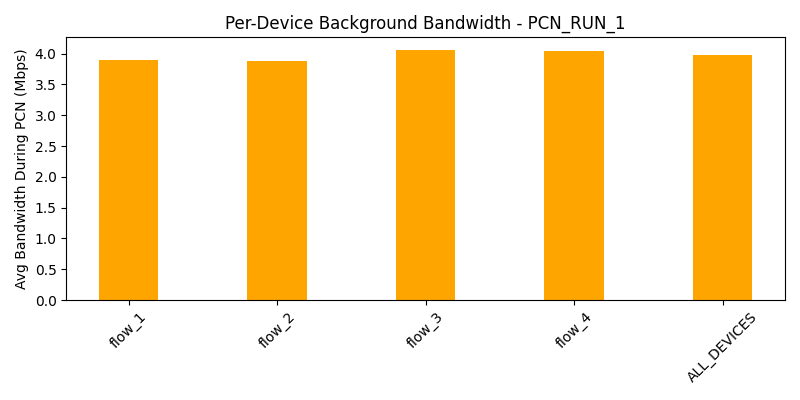 Per-Device Background Bandwidth - PCN_RUN_1
Avg Bandwidth During PCN (Mbps)
4.0
3.5
3.0
2.5
2.0
1.5
1.0
0.5
0.0
flow_1
flow_2
flow_3
flow_4
ALL_DEVICES